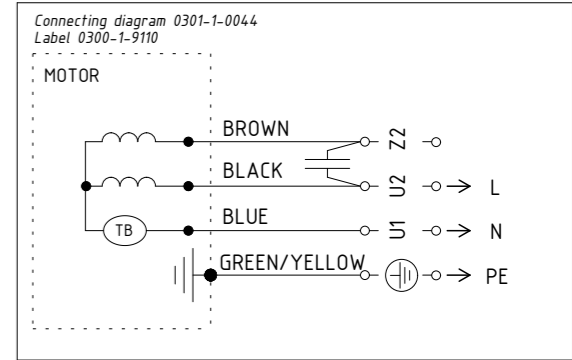 Connecting diagram 0301-1-0044
Label 0300-1-9110
MOTOR
BROWN
Z2
BLACK
U2
L
BLUE
TB
U1
N
GREEN/YELLOW
PE